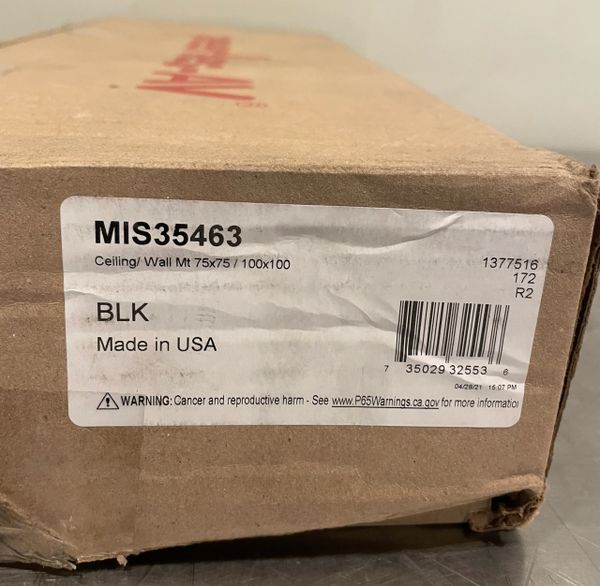 MIS35463
Ceiling/ Wall Mt 75x75 / 100x100
1377516
172
R2
BLK
Made in USA
7 35029 32553 6
04/28/21 15:07 PM
WARNING: Cancer and reproductive harm - See www.P65Warnings.ca.gov for more information